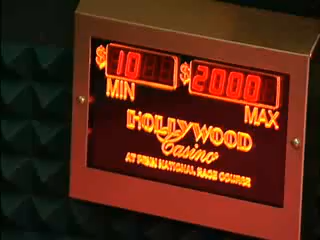 $10 $2000
MIN MAX
HOLLYWOOD
Casino
AT PENN NATIONAL RACE COURSE